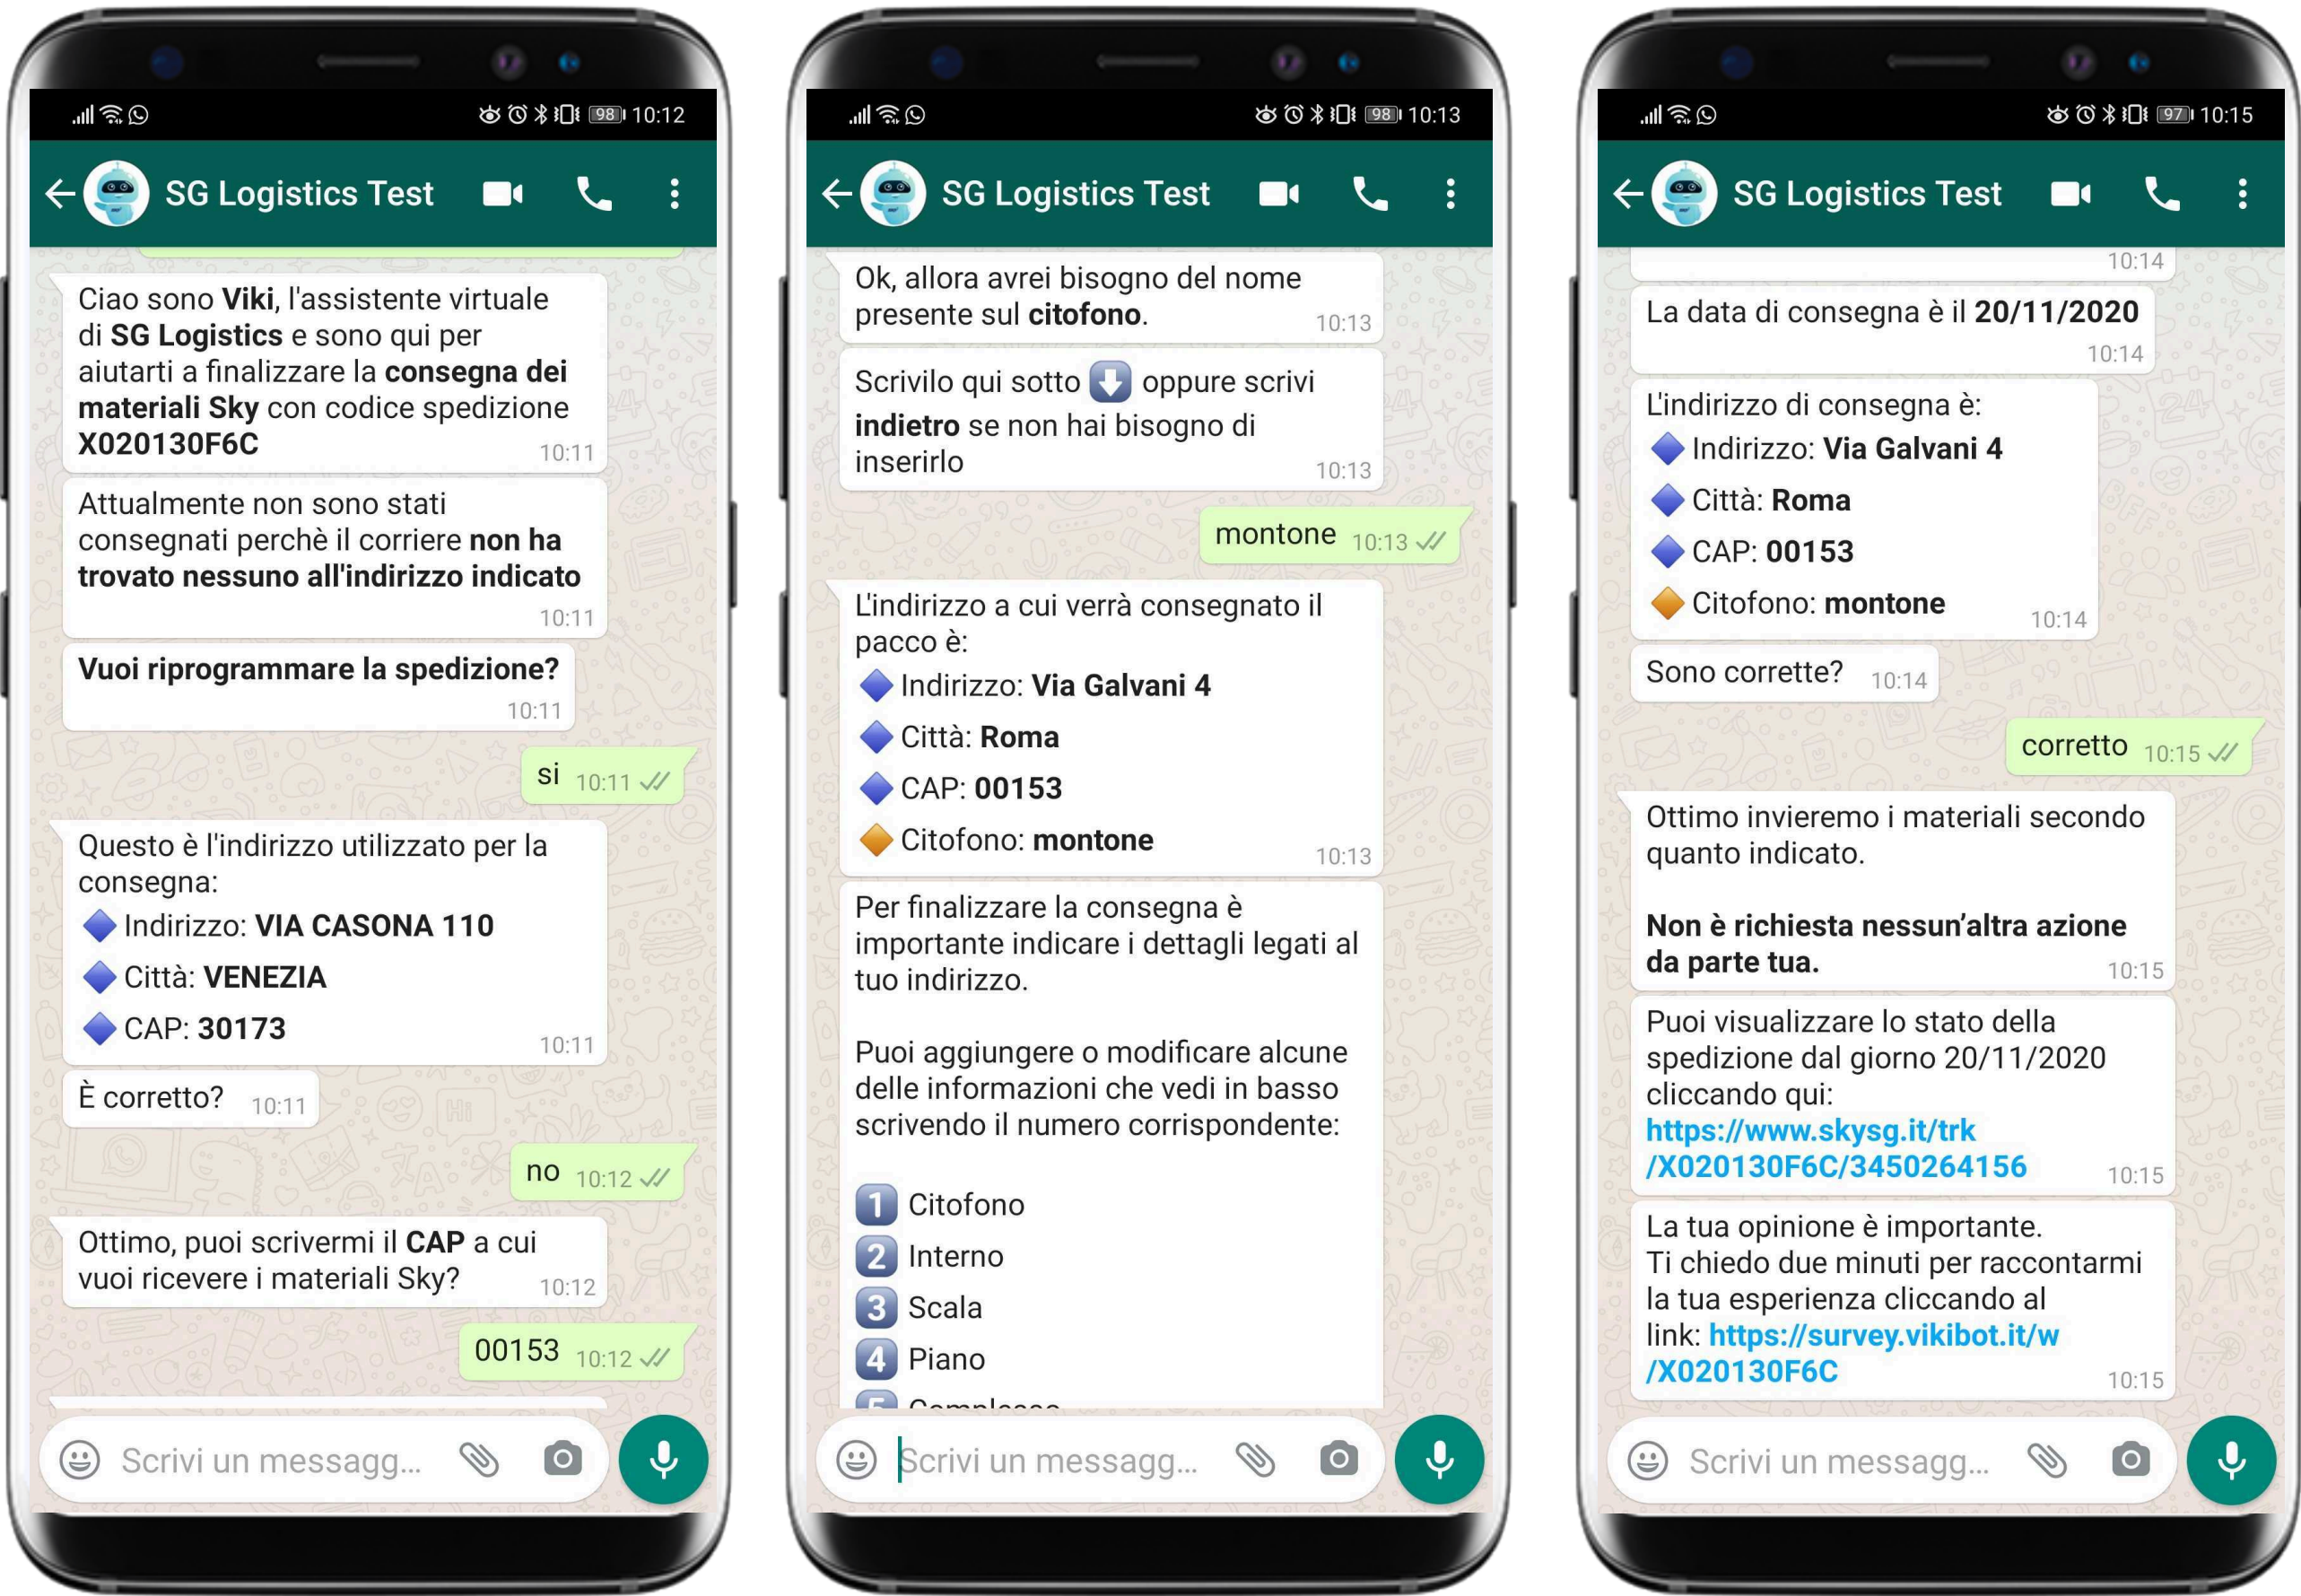 98 10:12
SG Logistics Test
Ciao sono Viki, l'assistente virtuale
di SG Logistics e sono qui per
aiutarti a finalizzare la consegna dei
materiali Sky con codice spedizione
X020130F6C 10:11
Attualmente non sono stati
consegnati perchè il corriere non ha
trovato nessuno all'indirizzo indicato
10:11
Vuoi riprogrammare la spedizione?
10:11
si 10:11
Questo è l'indirizzo utilizzato per la
consegna:
Indirizzo: VIA CASONA 110
Città: VENEZIA
CAP: 30173
10:11
È corretto? 10:11
no 10:12
Ottimo, puoi scrivermi il CAP a cui
vuoi ricevere i materiali Sky? 10:12
00153 10:12
Scrivi un messagg...
98 10:13
SG Logistics Test
Ok, allora avrei bisogno del nome
presente sul citofono. 10:13
Scrivilo qui sotto ⬇ oppure scrivi
indietro se non hai bisogno di
inserirlo 10:13
montone 10:13
L'indirizzo a cui verrà consegnato il
pacco è:
Indirizzo: Via Galvani 4
Città: Roma
CAP: 00153
Citofono: montone 10:13
Per finalizzare la consegna è
importante indicare i dettagli legati al
tuo indirizzo.
Puoi aggiungere o modificare alcune
delle informazioni che vedi in basso
scrivendo il numero corrispondente:
1 Citofono
2 Interno
3 Scala
4 Piano
5 Complesso
Scrivi un messagg...
97 10:15
SG Logistics Test
10:14
La data di consegna è il 20/11/2020
10:14
L'indirizzo di consegna è:
Indirizzo: Via Galvani 4
Città: Roma
CAP: 00153
Citofono: montone 10:14
Sono corrette? 10:14
corretto 10:15
Ottimo invieremo i materiali secondo
quanto indicato.
Non è richiesta nessun’altra azione
da parte tua. 10:15
Puoi visualizzare lo stato della
spedizione dal giorno 20/11/2020
cliccando qui:
https://www.skysg.it/trk
/X020130F6C/3450264156 10:15
La tua opinione è importante.
Ti chiedo due minuti per raccontarmi
la tua esperienza cliccando al
link: https://survey.vikibot.it/w
/X020130F6C 10:15
Scrivi un messagg...